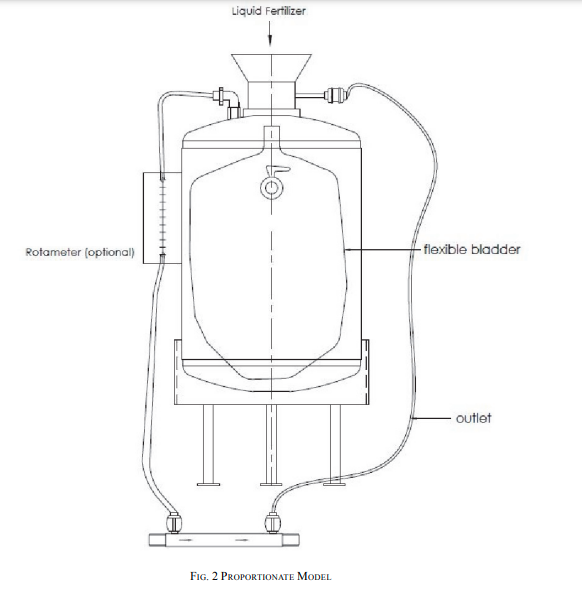 Liquid Fertilizer
Rotameter (optional)
flexible bladder
outlet
FIG. 2 PROPORTIONATE MODEL